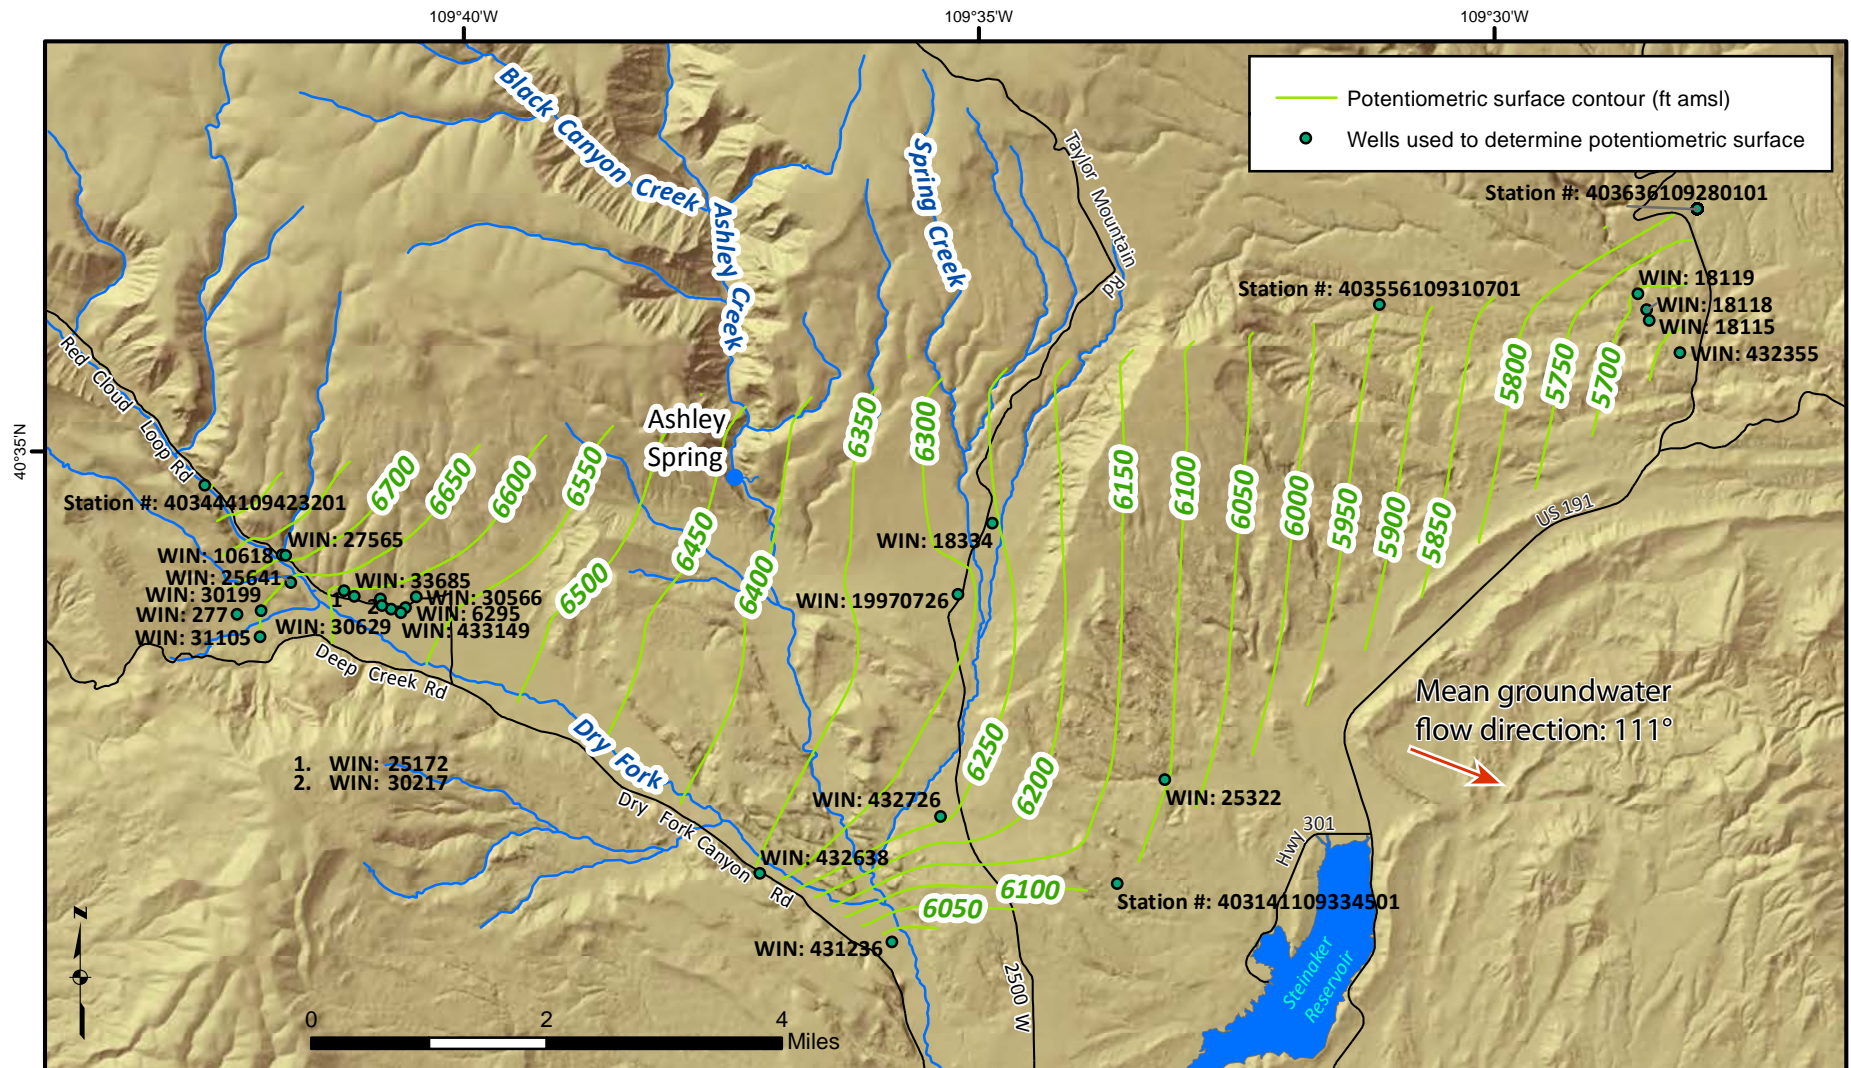 109°40'W
109°35'W
109°30'W
40°35'N
Potentiometric surface contour (ft amsl)
Wells used to determine potentiometric surface
Black Canyon Creek
Ashley Creek
Spring Creek
Taylor Mountain Rd
Station #: 403636109280101
WIN: 18119
WIN: 18118
WIN: 18115
WIN: 432355
Station #: 403556109310701
Red Cloud Loop Rd
Ashley
Spring
Station #: 403444109423201
6700
6650
6600
6550
6500
6450
6400
6350
6300
6250
6200
6150
6100
6050
6000
5950
5900
5850
5800
5750
5700
US 191
WIN: 27565
WIN: 10618
WIN: 25641
WIN: 30199
WIN: 277
WIN: 31105
WIN: 30629
WIN: 33685
1
2
WIN: 30566
WIN: 6295
WIN: 433149
WIN: 18334
WIN: 19970726
Deep Creek Rd
Dry Fork
Dry Fork Canyon Rd
1. WIN: 25172
2. WIN: 30217
WIN: 432726
WIN: 432638
WIN: 25322
Mean groundwater
flow direction: 111°
Hwy 301
6100
6050
Station #: 403141109334501
WIN: 431236
2500 W
Steinaker
Reservoir
N
0 2 4
Miles